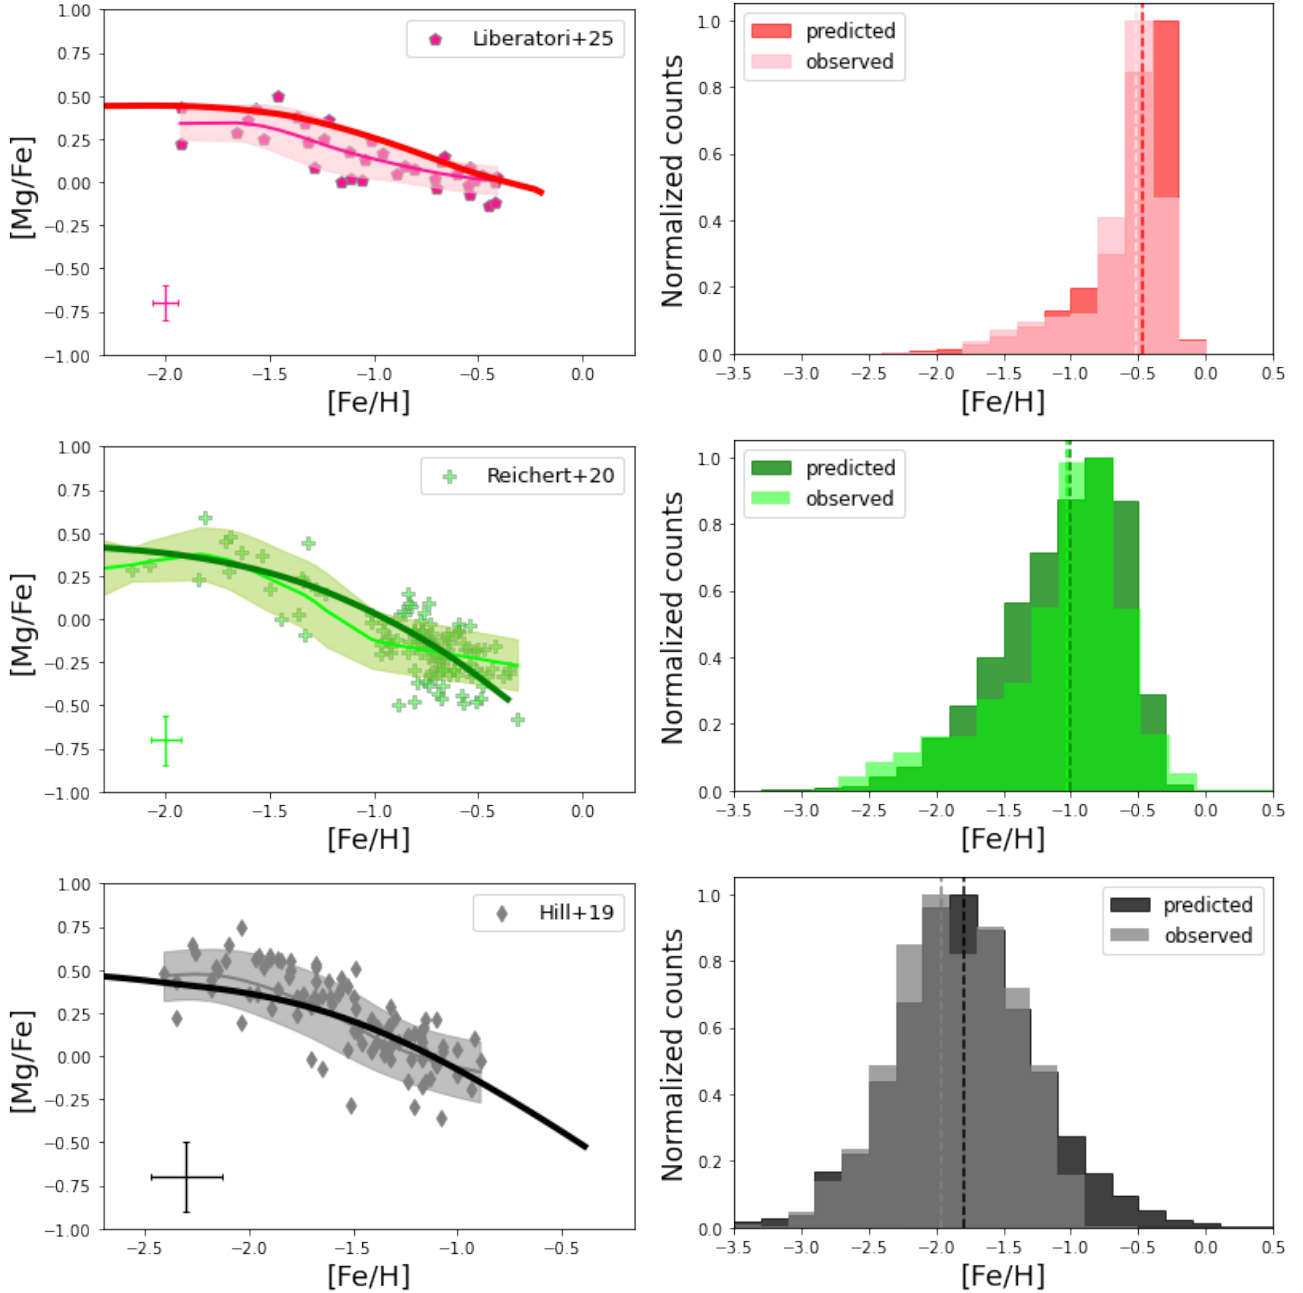 Liberatori+25
[Mg/Fe]
1.00
0.75
0.50
0.25
0.00
−0.25
−0.50
−0.75
−1.00
−2.0 −1.5 −1.0 −0.5 0.0
[Fe/H]
predicted
observed
Normalized counts
1.0
0.8
0.6
0.4
0.2
0.0
−3.5 −3.0 −2.5 −2.0 −1.5 −1.0 −0.5 0.0 0.5
[Fe/H]
Reichert+20
[Mg/Fe]
1.00
0.75
0.50
0.25
0.00
−0.25
−0.50
−0.75
−1.00
−2.0 −1.5 −1.0 −0.5 0.0
[Fe/H]
predicted
observed
Normalized counts
1.0
0.8
0.6
0.4
0.2
0.0
−3.5 −3.0 −2.5 −2.0 −1.5 −1.0 −0.5 0.0 0.5
[Fe/H]
Hill+19
[Mg/Fe]
1.00
0.75
0.50
0.25
0.00
−0.25
−0.50
−0.75
−1.00
−2.5 −2.0 −1.5 −1.0 −0.5
[Fe/H]
predicted
observed
Normalized counts
1.0
0.8
0.6
0.4
0.2
0.0
−3.5 −3.0 −2.5 −2.0 −1.5 −1.0 −0.5 0.0 0.5
[Fe/H]